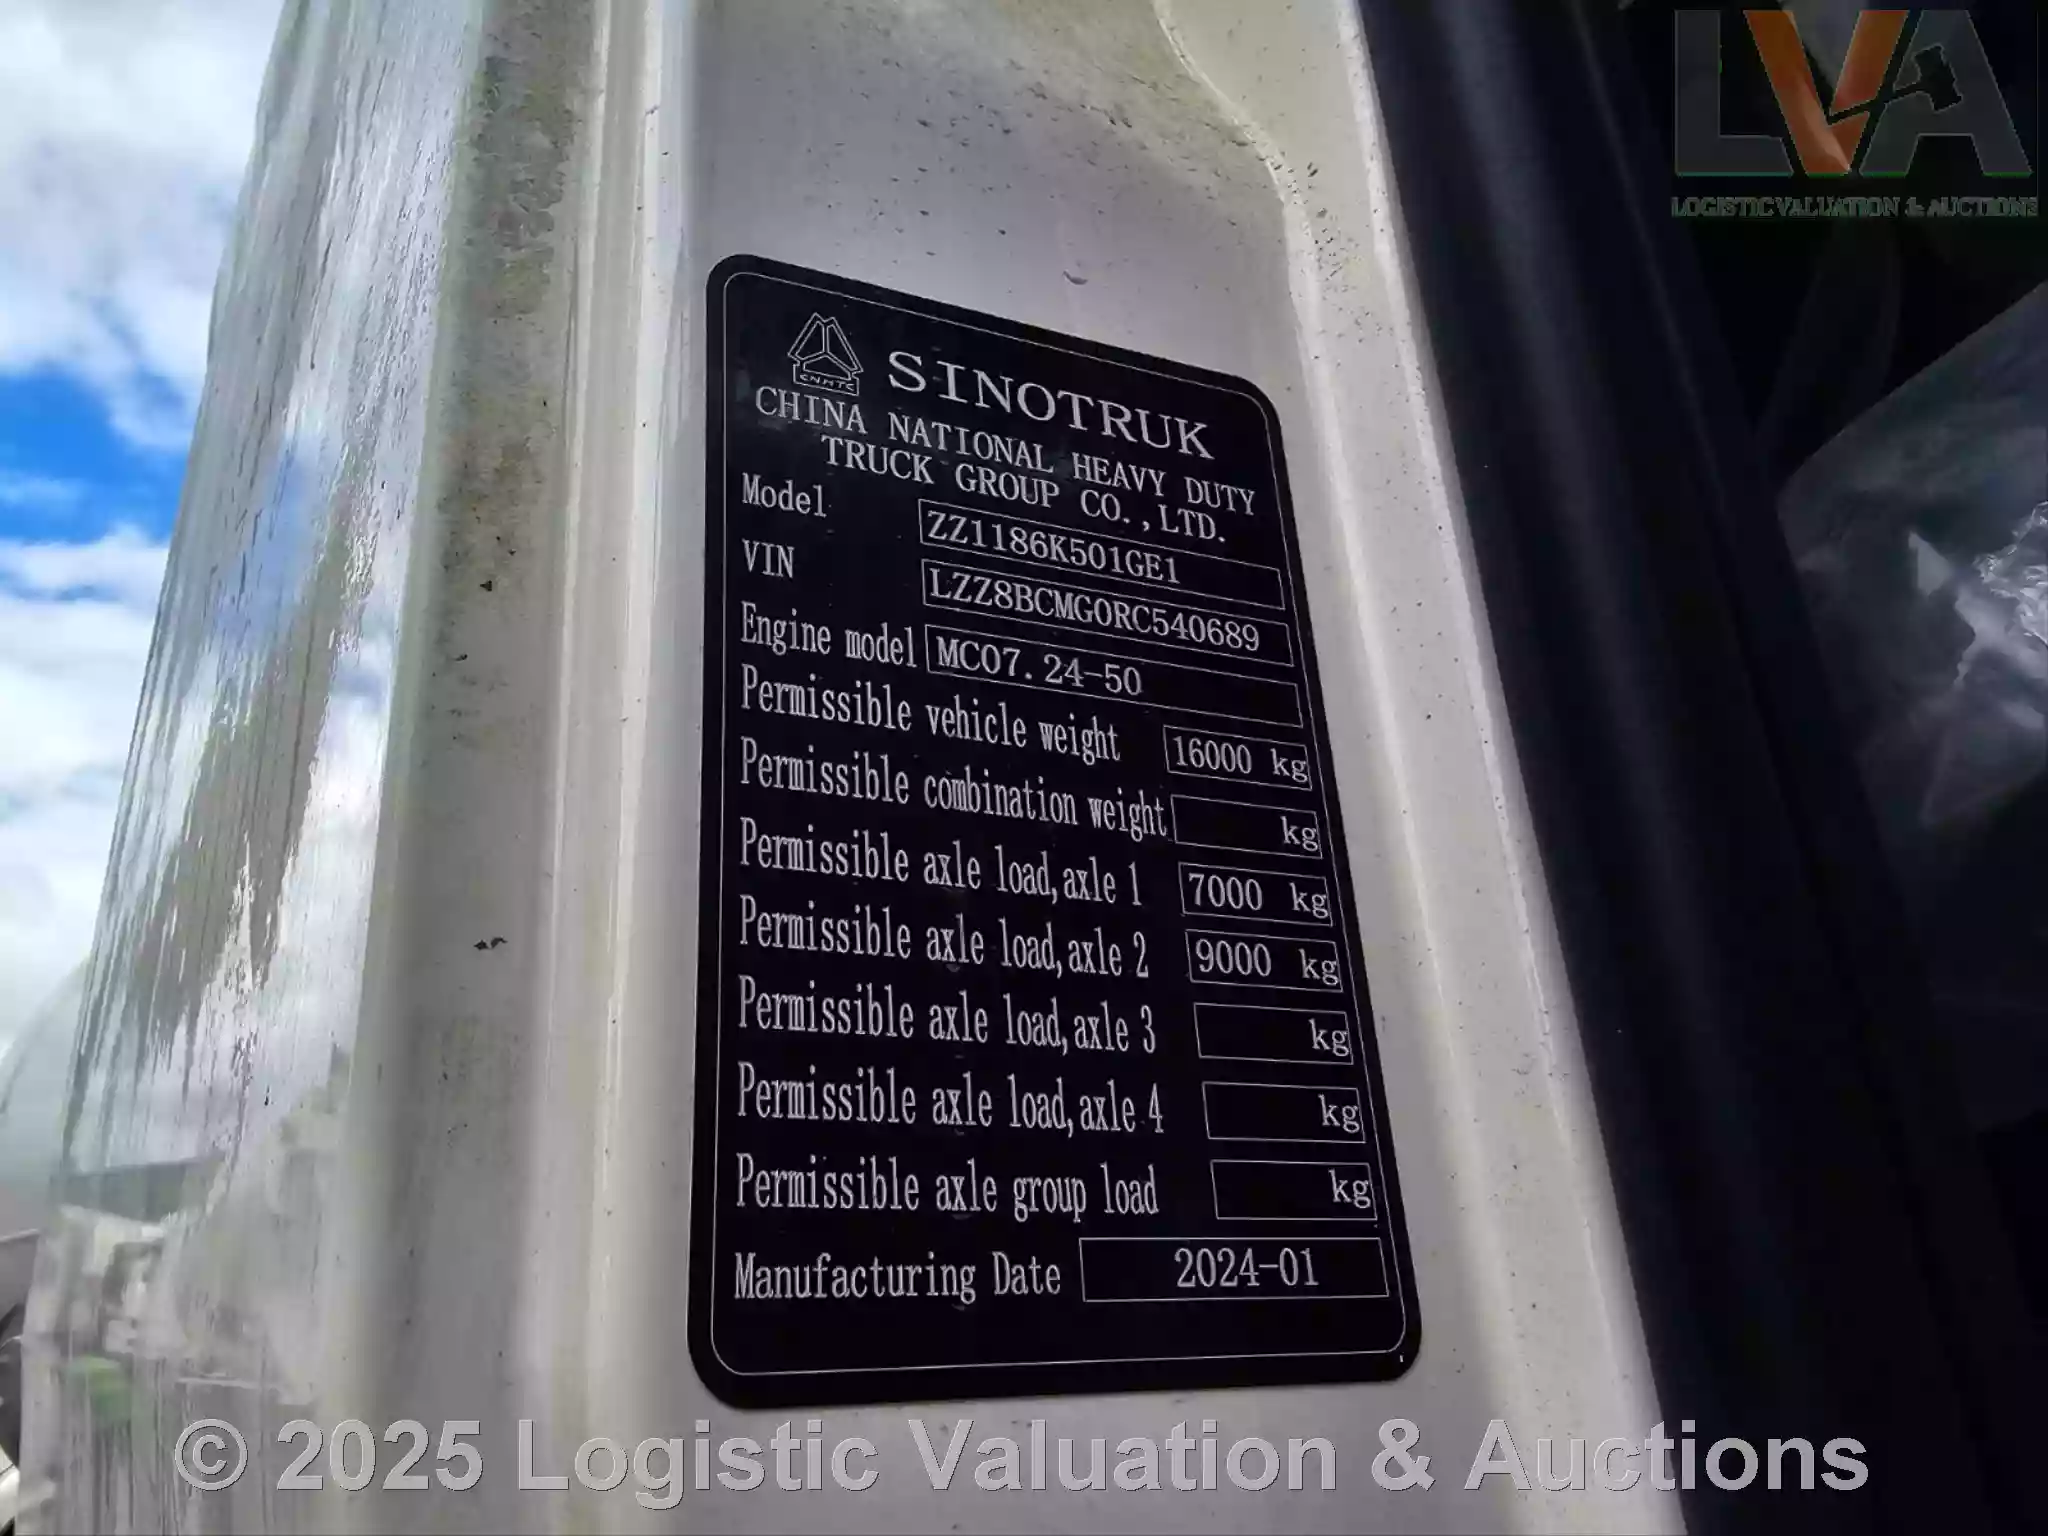 LVA
LOGISTIC VALUATION & AUCTIONS
CNHTC
SINOTRUK
CHINA NATIONAL HEAVY DUTY
TRUCK GROUP CO.,LTD.
Model ZZ1186K501GE1
VIN LZZ8BCMG0RC540689
Engine model MC07.24-50
Permissible vehicle weight 16000 kg
Permissible combination weight kg
Permissible axle load,axle 1 7000 kg
Permissible axle load,axle 2 9000 kg
Permissible axle load,axle 3 kg
Permissible axle load,axle 4 kg
Permissible axle group load kg
Manufacturing Date 2024-01
© 2025 Logistic Valuation & Auctions